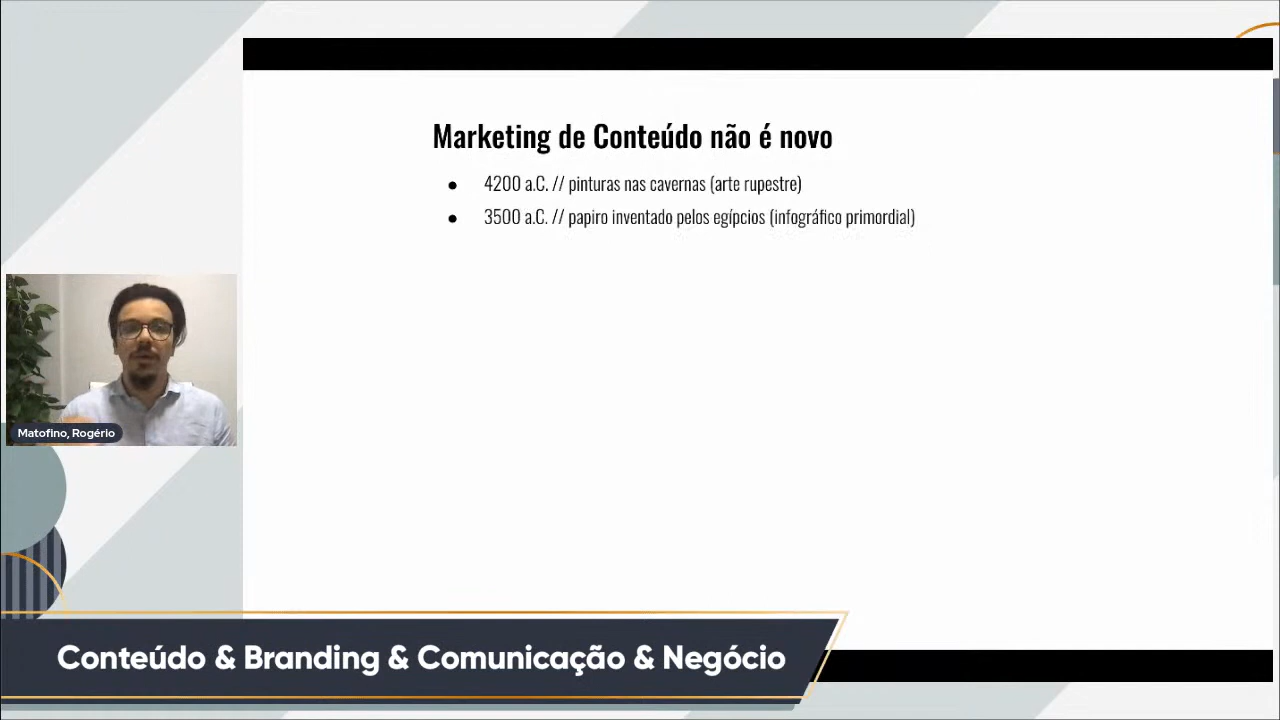 Marketing de Conteúdo não é novo
● 4200 a.C. // pinturas nas cavernas (arte rupestre)
● 3500 a.C. // papiro inventado pelos egípcios (infográfico primordial)
Matofino, Rogério
Conteúdo & Branding & Comunicação & Negócio